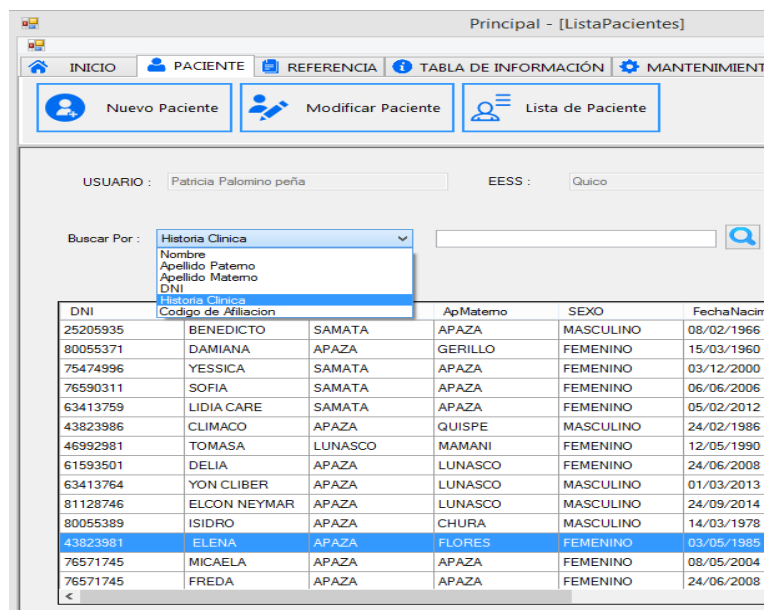 Principal - [ListaPacientes]
INICIO PACIENTE REFERENCIA TABLA DE INFORMACIÓN MANTENIMIENT
Nuevo Paciente Modificar Paciente Lista de Paciente
USUARIO : Patricia Palomino peña EESS : Quico
Buscar Por : Historia Clinica
Nombre
Apellido Paterno
Apellido Materno
DNI
Historia Clinica
Codigo de Afiliacion
DNI ApMaterno SEXO FechaNacim
25205935 BENEDICTO SAMATA APAZA MASCULINO 08/02/1966
80055371 DAMIANA APAZA GERILLO FEMENINO 15/03/1960
75474996 YESSICA SAMATA APAZA FEMENINO 03/12/2000
76590311 SOFIA SAMATA APAZA FEMENINO 06/06/2006
63413759 LIDIA CARE SAMATA APAZA FEMENINO 05/02/2012
43823986 CLIMACO APAZA QUISPE MASCULINO 24/02/1986
46992981 TOMASA LUNASCO MAMANI FEMENINO 12/05/1990
61593501 DELIA APAZA LUNASCO FEMENINO 24/06/2008
63413764 YON CLIBER APAZA LUNASCO MASCULINO 01/03/2013
81128746 ELCON NEYMAR APAZA LUNASCO MASCULINO 24/09/2014
80055389 ISIDRO APAZA CHURA MASCULINO 14/03/1978
43823981 ELENA APAZA FLORES FEMENINO 03/05/1985
76571745 MICAELA APAZA APAZA FEMENINO 08/05/2004
76571745 FREDA APAZA APAZA FEMENINO 24/06/2008